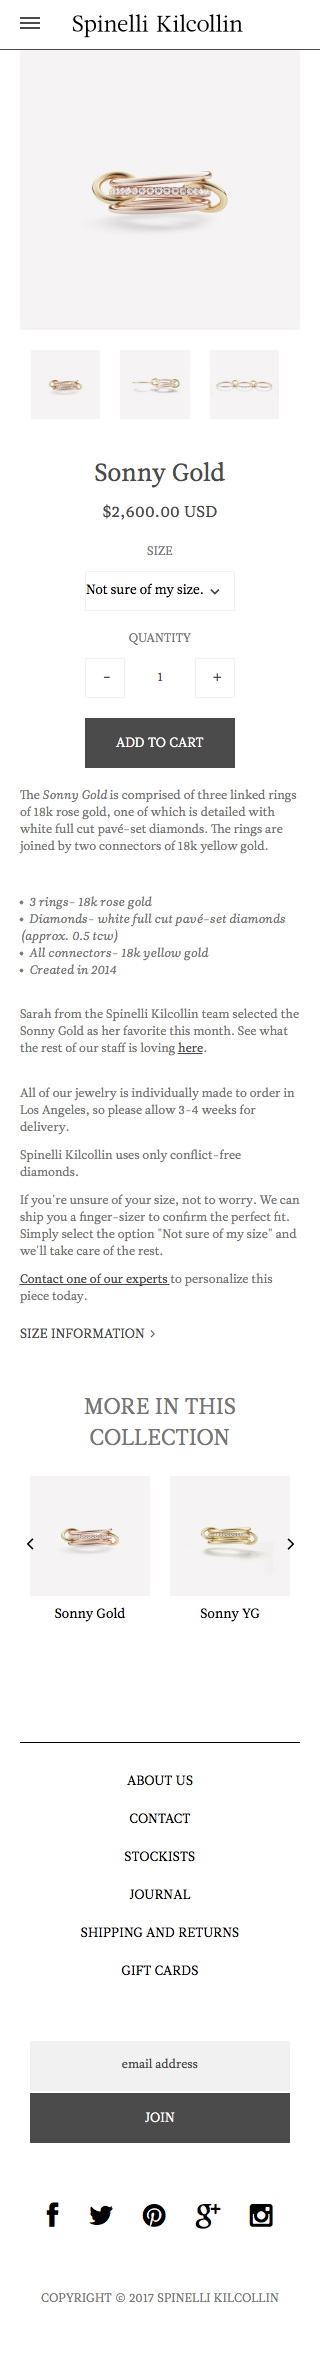 Spinelli Kilcollin
Sonny Gold
$2,600.00 USD
SIZE
Not sure of my size.
QUANTITY
- 1 +
ADD TO CART
The Sonny Gold is comprised of three linked rings
of 18k rose gold, one of which is detailed with
white full cut pavé-set diamonds. The rings are
joined by two connectors of 18k yellow gold.
• 3 rings- 18k rose gold
• Diamonds- white full cut pavé-set diamonds
(approx. 0.5 tcw)
• All connectors- 18k yellow gold
• Created in 2014
Sarah from the Spinelli Kilcollin team selected the
Sonny Gold as her favorite this month. See what
the rest of our staff is loving here.
All of our jewelry is individually made to order in
Los Angeles, so please allow 3-4 weeks for
delivery.
Spinelli Kilcollin uses only conflict-free
diamonds.
If you're unsure of your size, not to worry. We can
ship you a finger-sizer to confirm the perfect fit.
Simply select the option "Not sure of my size" and
we'll take care of the rest.
Contact one of our experts to personalize this
piece today.
SIZE INFORMATION >
MORE IN THIS
COLLECTION
Sonny Gold
Sonny YG
ABOUT US
CONTACT
STOCKISTS
JOURNAL
SHIPPING AND RETURNS
GIFT CARDS
email address
JOIN
COPYRIGHT © 2017 SPINELLI KILCOLLIN